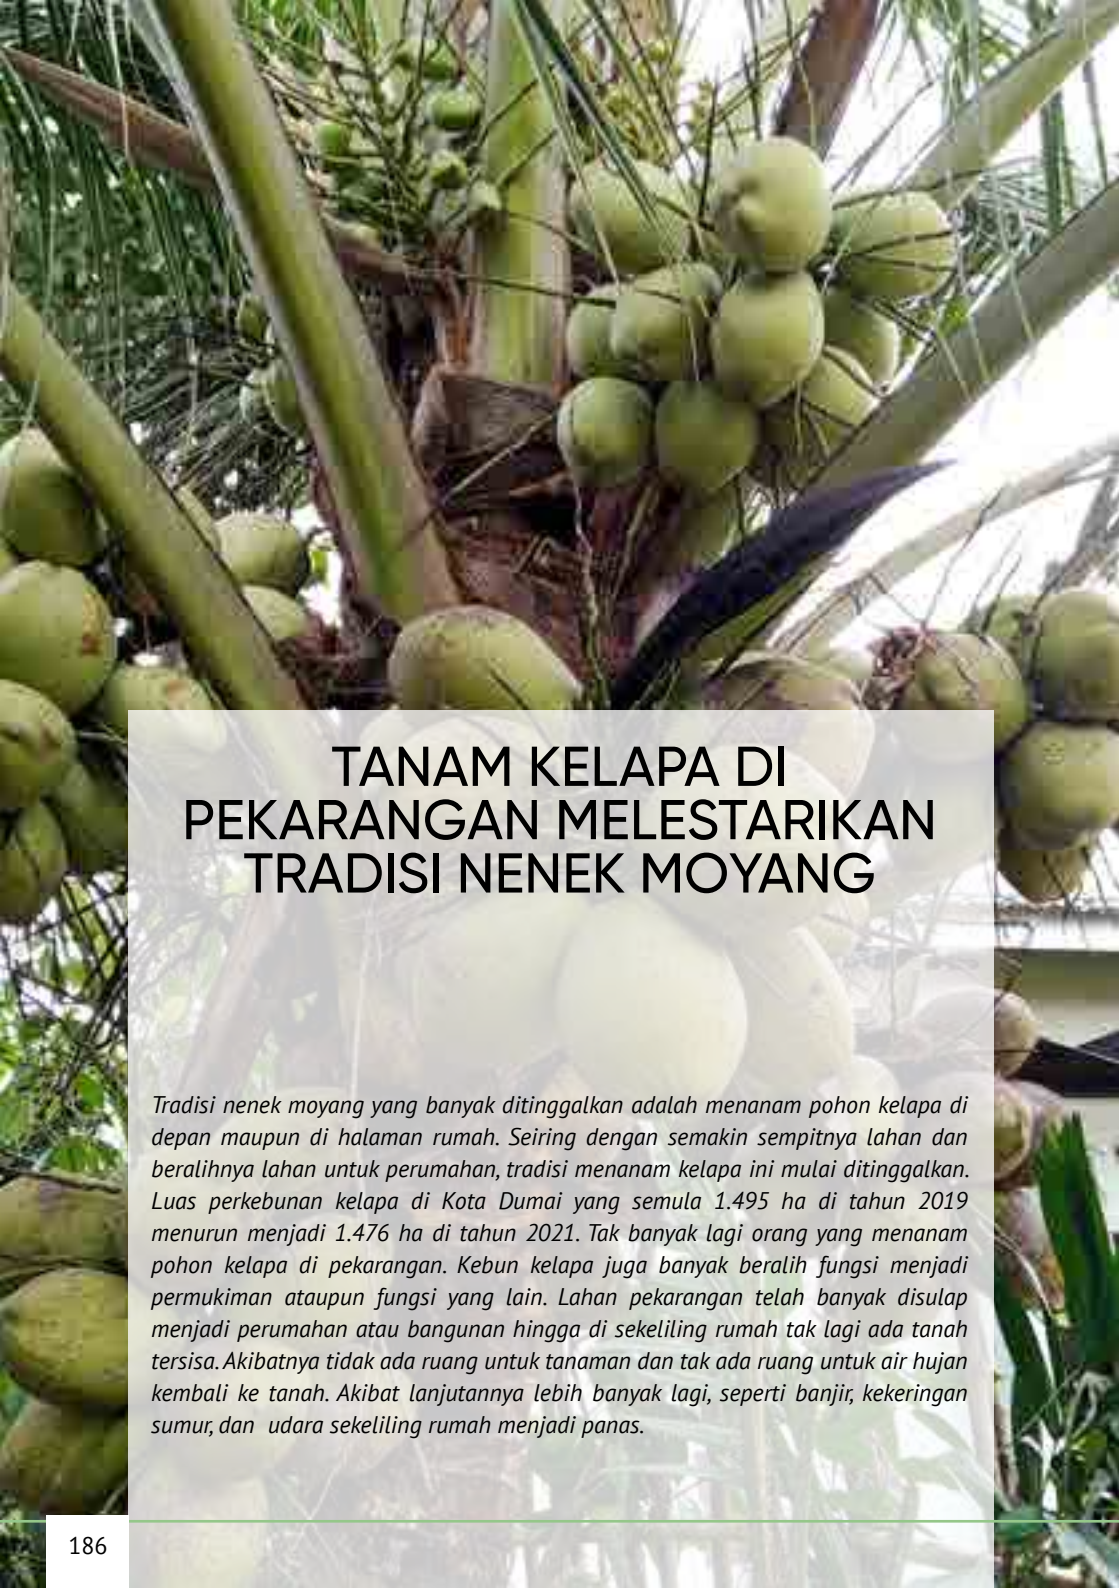 TANAM KELAPA DI
PEKARANGAN MELESTARIKAN
TRADISI NENEK MOYANG
Tradisi nenek moyang yang banyak ditinggalkan adalah menanam pohon kelapa di
depan maupun di halaman rumah. Seiring dengan semakin sempitnya lahan dan
beralihnya lahan untuk perumahan, tradisi menanam kelapa ini mulai ditinggalkan.
Luas perkebunan kelapa di Kota Dumai yang semula 1.495 ha di tahun 2019
menurun menjadi 1.476 ha di tahun 2021. Tak banyak lagi orang yang menanam
pohon kelapa di pekarangan. Kebun kelapa juga banyak beralih fungsi menjadi
permukiman ataupun fungsi yang lain. Lahan pekarangan telah banyak disulap
menjadi perumahan atau bangunan hingga di sekeliling rumah tak lagi ada tanah
tersisa. Akibatnya tidak ada ruang untuk tanaman dan tak ada ruang untuk air hujan
kembali ke tanah. Akibat lanjutannya lebih banyak lagi, seperti banjir, kekeringan
sumur, dan udara sekeliling rumah menjadi panas.
186